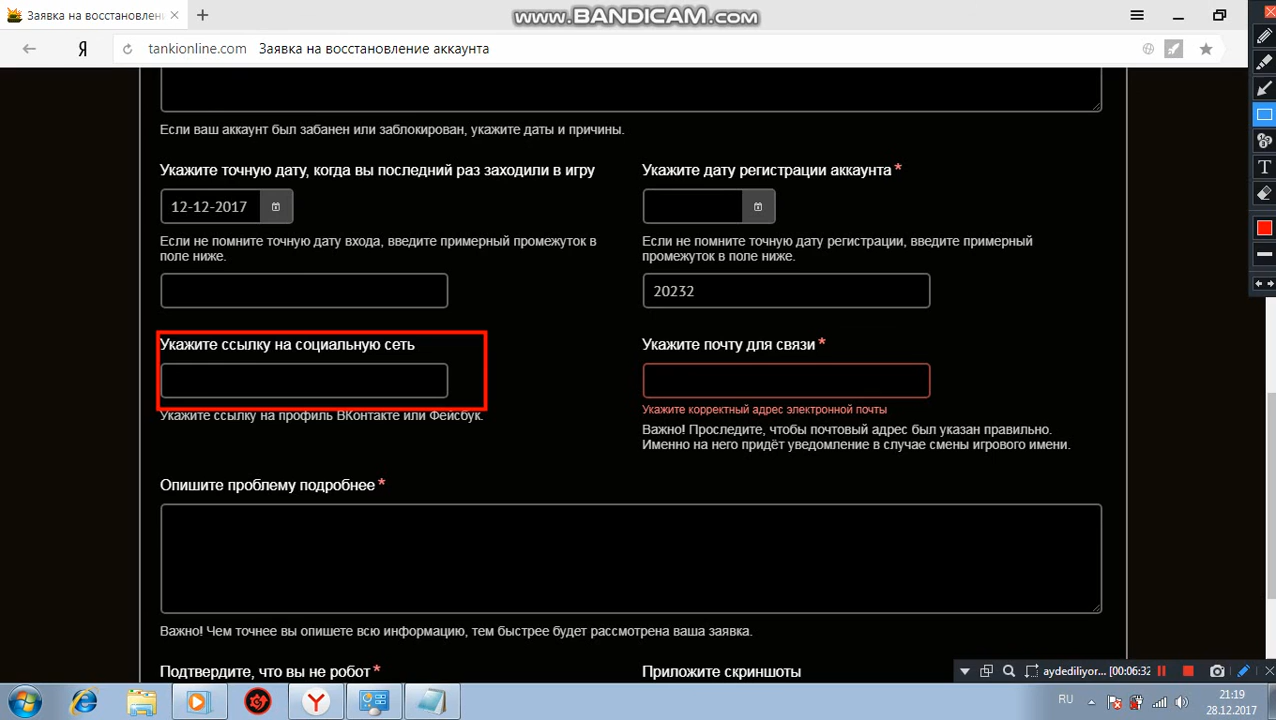 Заявка на восстановлени
www.BANDICAM.com
Я
tankionline.com Заявка на восстановление аккаунта
Если ваш аккаунт был забанен или заблокирован, укажите даты и причины.
Укажите точную дату, когда вы последний раз заходили в игру
Укажите дату регистрации аккаунта *
12-12-2017
Если не помните точную дату входа, введите примерный промежуток в
поле ниже.
Если не помните точную дату регистрации, введите примерный
промежуток в поле ниже.
20232
Укажите ссылку на социальную сеть
Укажите почту для связи *
Укажите ссылку на профиль ВКонтакте или Фейсбук.
Укажите корректный адрес электронной почты
Важно! Проследите, чтобы почтовый адрес был указан правильно.
Именно на него придёт уведомление в случае смены игрового имени.
Опишите проблему подробнее *
Важно! Чем точнее вы опишете всю информацию, тем быстрее будет рассмотрена ваша заявка.
Подтвердите, что вы не робот *
Приложите скриншоты
aydediliyor... [00:06:32
RU
21:19
28.12.2017